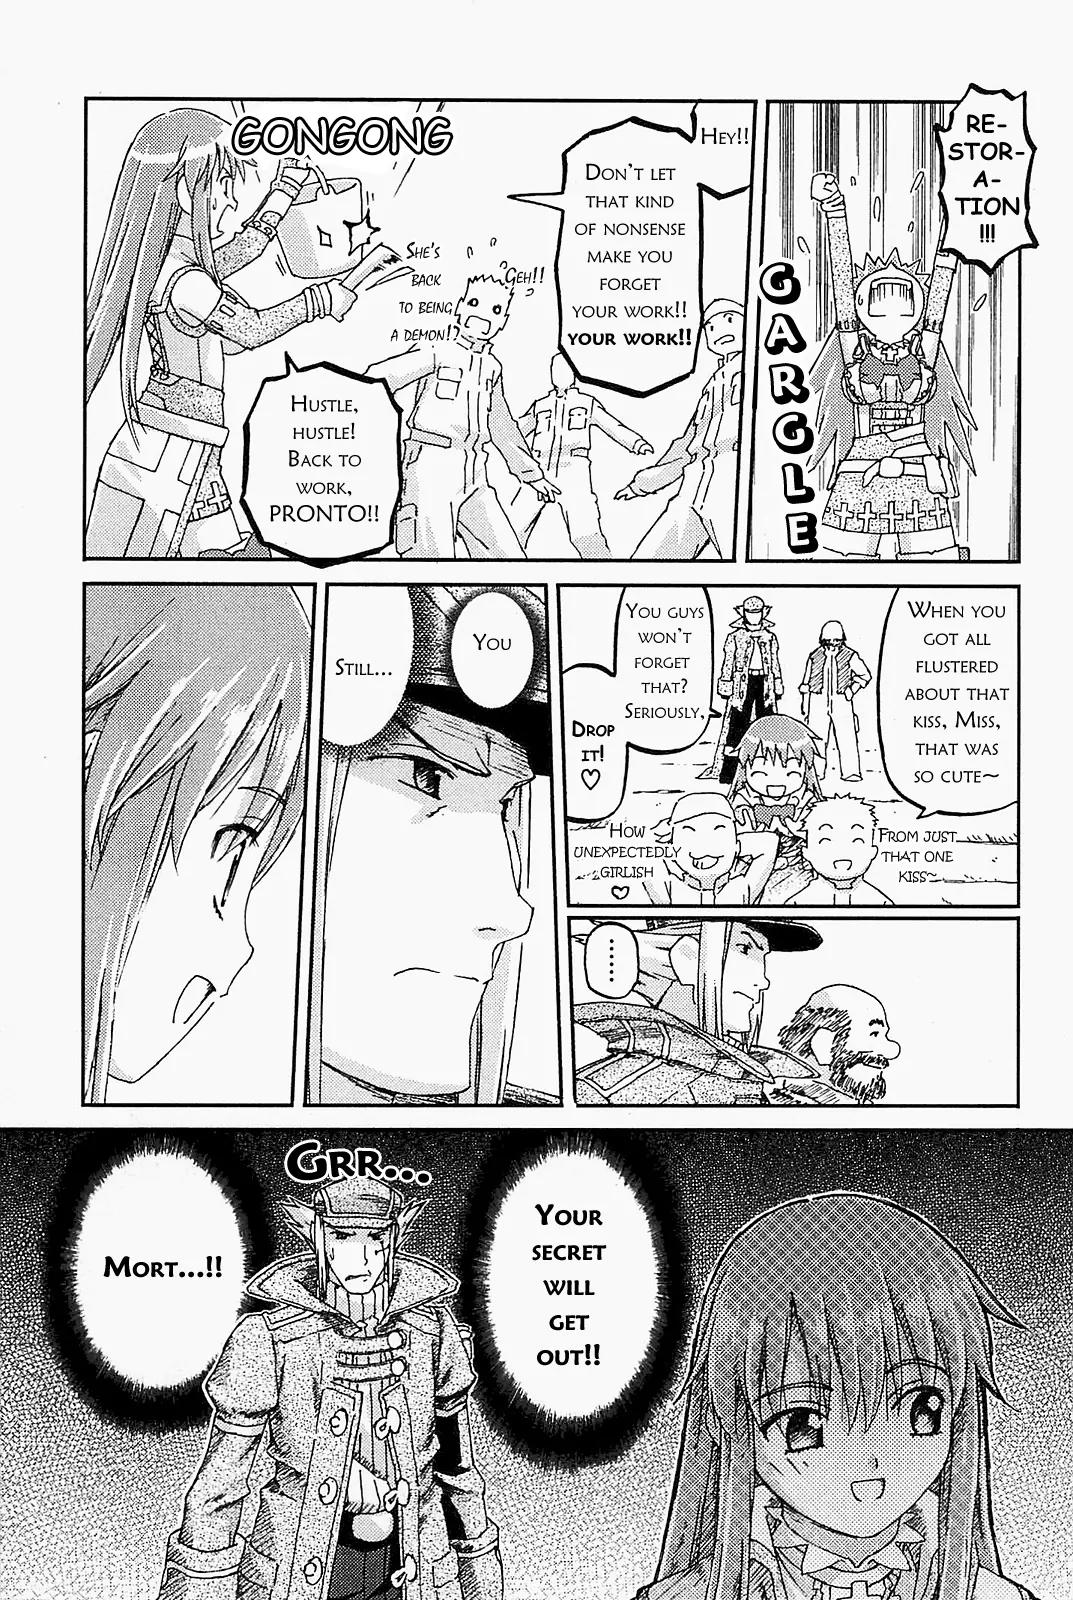 RE-
STOR-
A-
TION
!!!
GARGLE
HEY!!
DON'T LET
THAT KIND
OF NONSENSE
MAKE YOU
FORGET
YOUR WORK!!
YOUR WORK!!
GEH!!
SHE'S
BACK
TO BEING
A DEMON!?
GONGONG
HUSTLE,
HUSTLE!
BACK TO
WORK,
PRONTO!!
WHEN YOU
GOT ALL
FLUSTERED
ABOUT THAT
KISS, MISS,
THAT WAS
SO CUTE~
YOU GUYS
WON'T
FORGET
THAT?
SERIOUSLY,
DROP
IT!
♡
FROM JUST
THAT ONE
KISS~
HOW
UNEXPECTEDLY
GIRLISH
♡
........
YOU
STILL...
YOUR
SECRET
WILL
GET
OUT!!
GRR...
MORT...!!